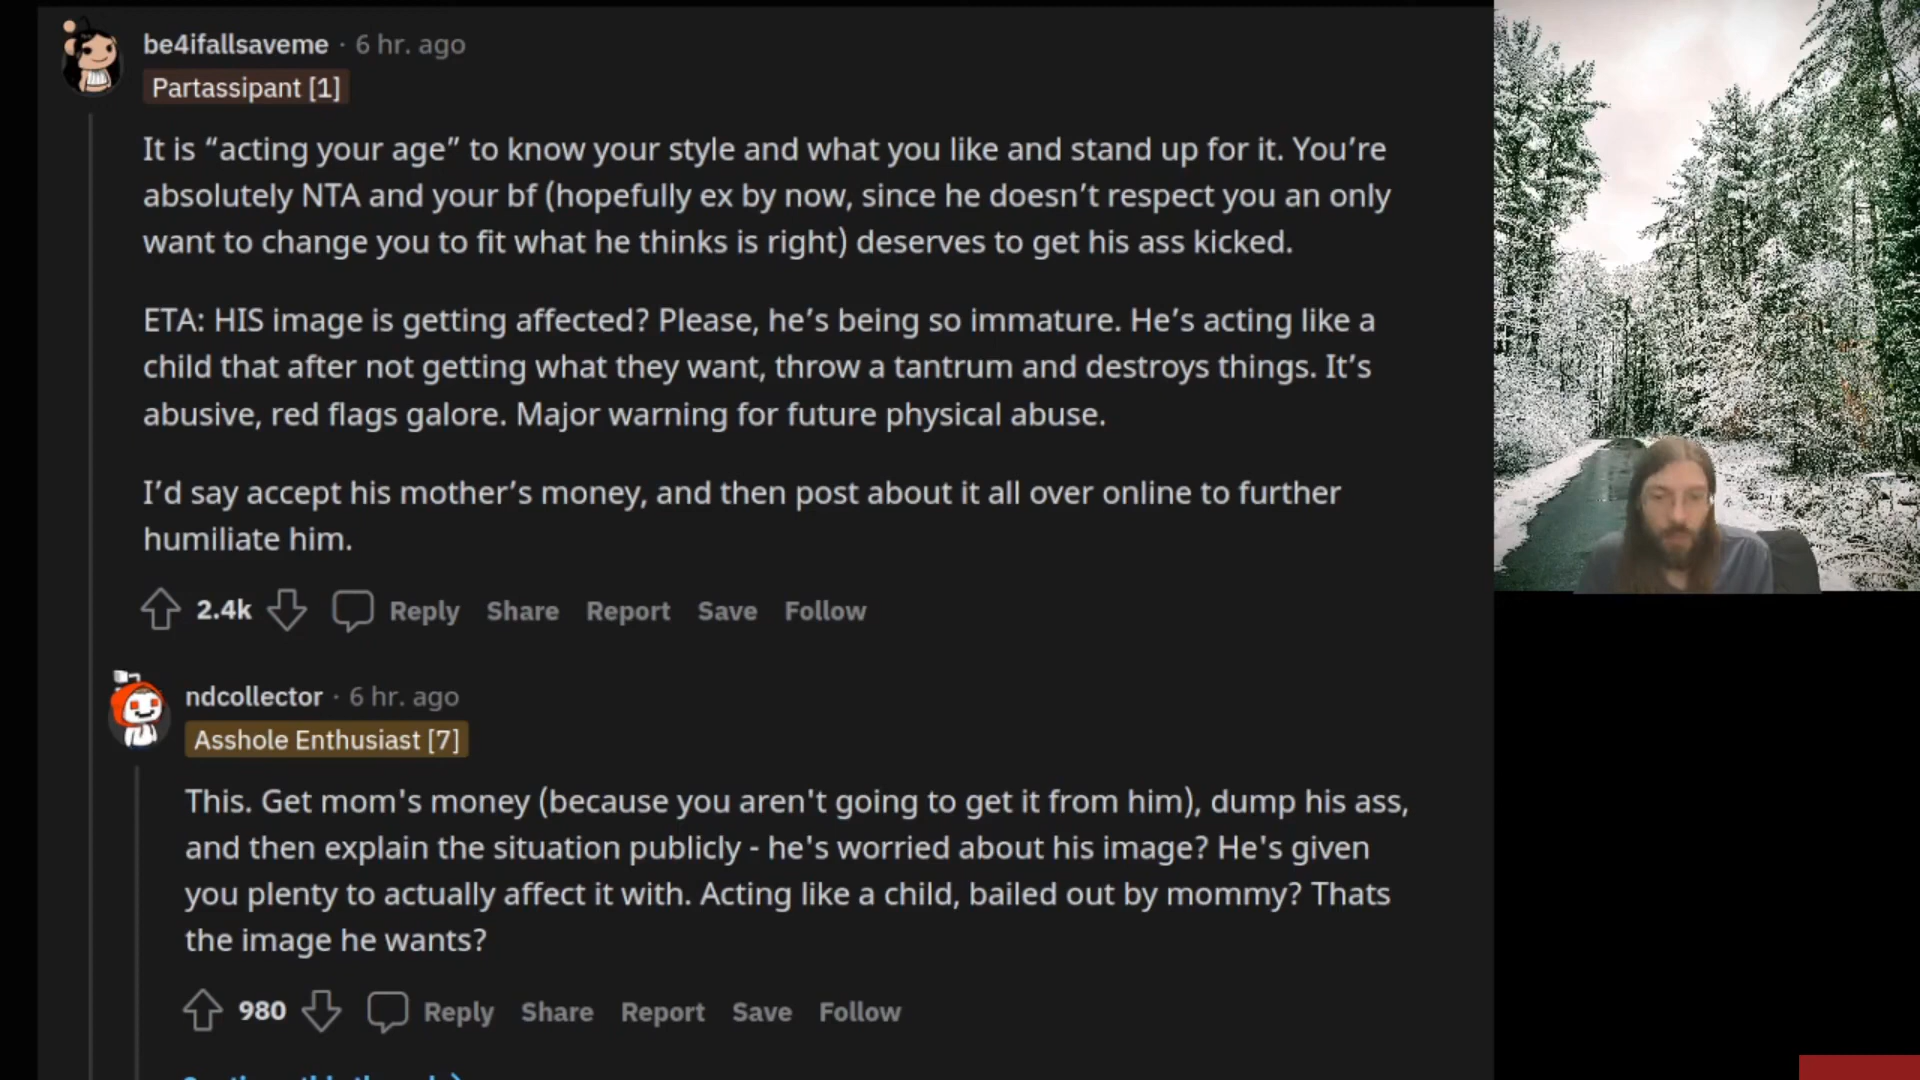 be4ifallsaveme · 6 hr. ago
Partassipant [1]
It is “acting your age” to know your style and what you like and stand up for it. You’re
absolutely NTA and your bf (hopefully ex by now, since he doesn’t respect you an only
want to change you to fit what he thinks is right) deserves to get his ass kicked.
ETA: HIS image is getting affected? Please, he’s being so immature. He’s acting like a
child that after not getting what they want, throw a tantrum and destroys things. It’s
abusive, red flags galore. Major warning for future physical abuse.
I’d say accept his mother’s money, and then post about it all over online to further
humiliate him.
2.4k Reply Share Report Save Follow
ndcollector · 6 hr. ago
Asshole Enthusiast [7]
This. Get mom's money (because you aren't going to get it from him), dump his ass,
and then explain the situation publicly - he's worried about his image? He's given
you plenty to actually affect it with. Acting like a child, bailed out by mommy? Thats
the image he wants?
980 Reply Share Report Save Follow